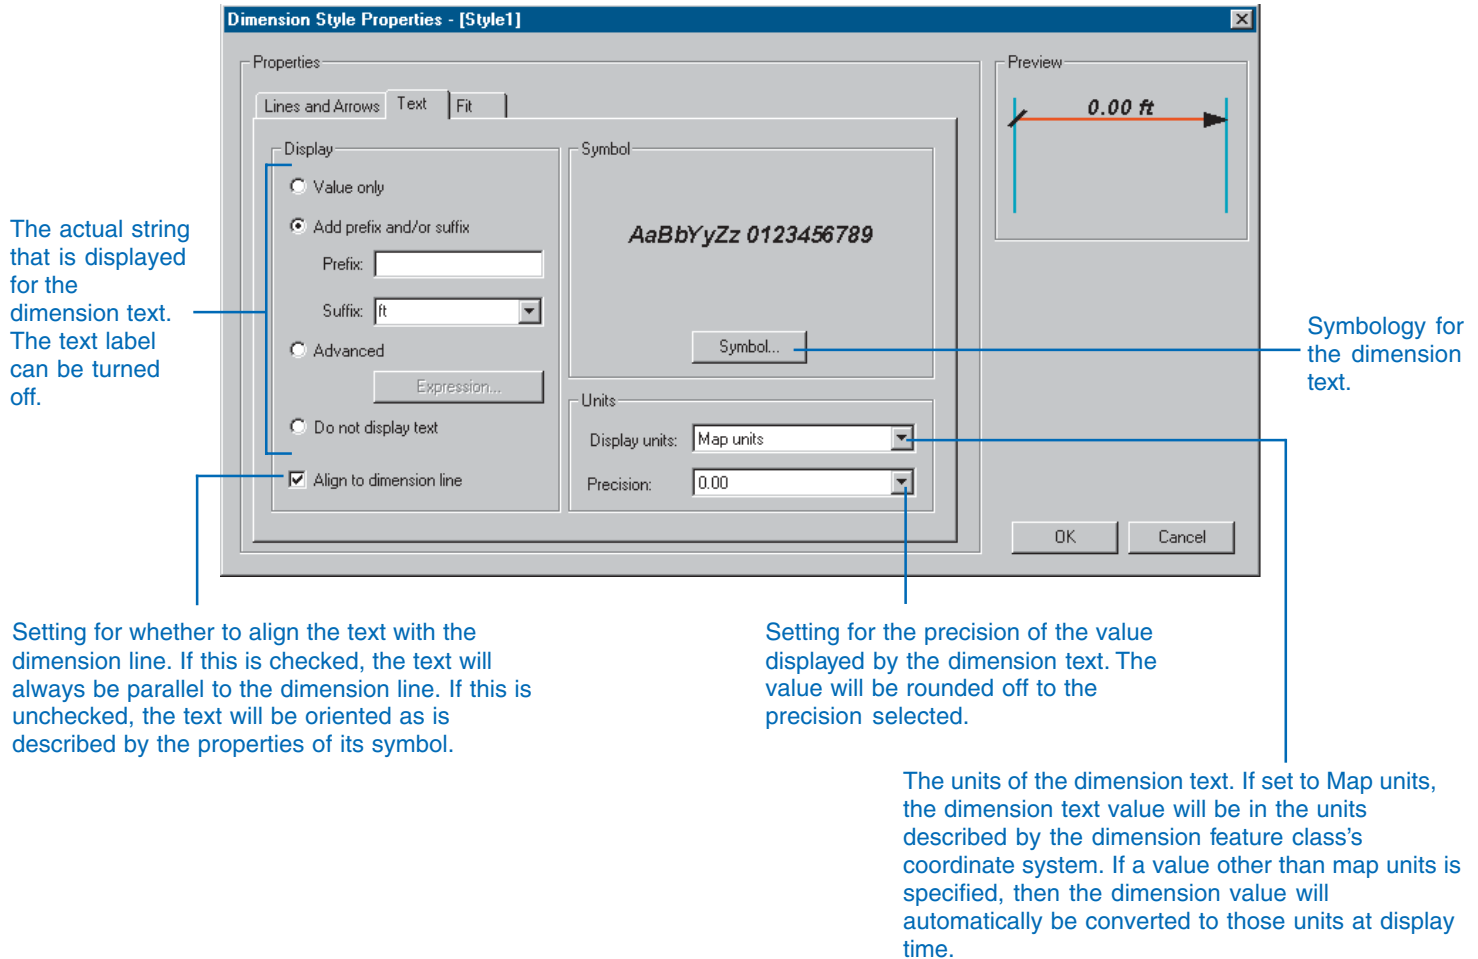 Dimension Style Properties - [Style1]
Properties
Lines and Arrows
Text
Fit
Display
Value only
Add prefix and/or suffix
Prefix:
Suffix: ft
Advanced
Expression...
Do not display text
Align to dimension line
Symbol
AaBbYyZz 0123456789
Symbol...
Units
Display units: Map units
Precision: 0.00
Preview
0.00 ft
OK
Cancel
The actual string
that is displayed
for the
dimension text.
The text label
can be turned
off.
Symbology for
the dimension
text.
Setting for whether to align the text with the
dimension line. If this is checked, the text will
always be parallel to the dimension line. If this is
unchecked, the text will be oriented as is
described by the properties of its symbol.
Setting for the precision of the value
displayed by the dimension text. The
value will be rounded off to the
precision selected.
The units of the dimension text. If set to Map units,
the dimension text value will be in the units
described by the dimension feature class's
coordinate system. If a value other than map units is
specified, then the dimension value will
automatically be converted to those units at display
time.